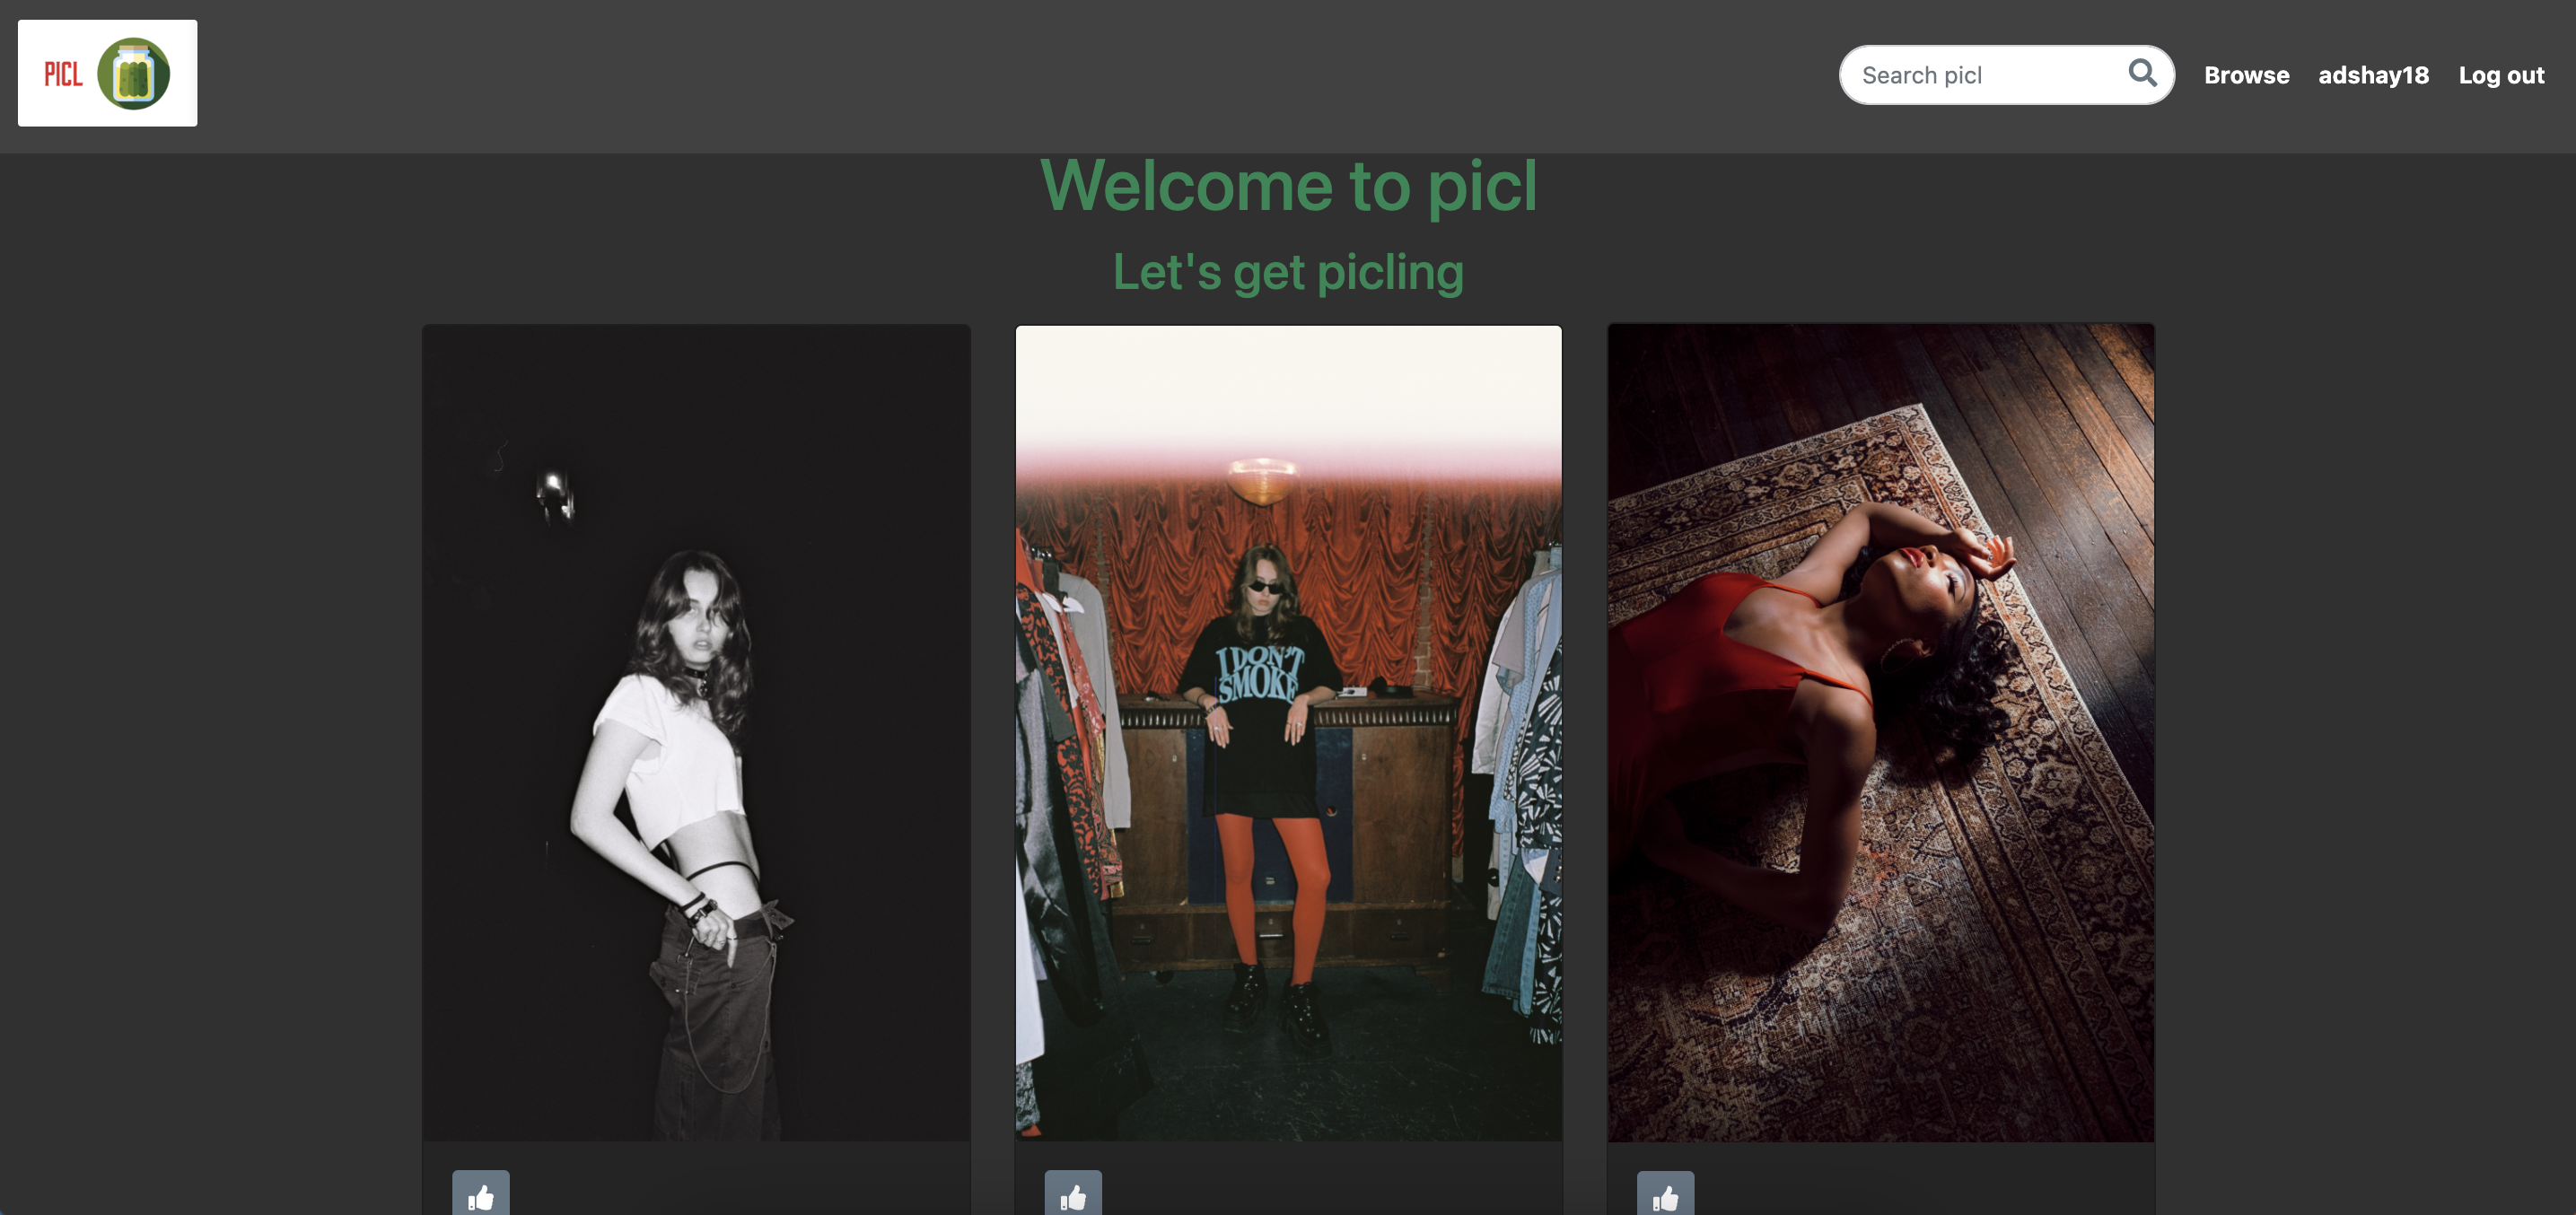 PICL
Search picl
Browse
adshay18
Log out
Welcome to picl
Let's get picling
I DON'T
SMOKE